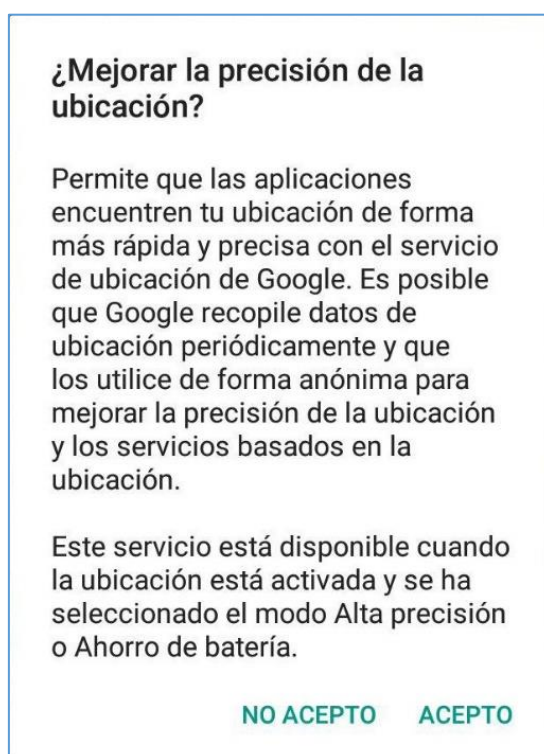 ¿Mejorar la precisión de la
ubicación?
Permite que las aplicaciones
encuentren tu ubicación de forma
más rápida y precisa con el servicio
de ubicación de Google. Es posible
que Google recopile datos de
ubicación periódicamente y que
los utilice de forma anónima para
mejorar la precisión de la ubicación
y los servicios basados en la
ubicación.
Este servicio está disponible cuando
la ubicación está activada y se ha
seleccionado el modo Alta precisión
o Ahorro de batería.
NO ACEPTO ACEPTO